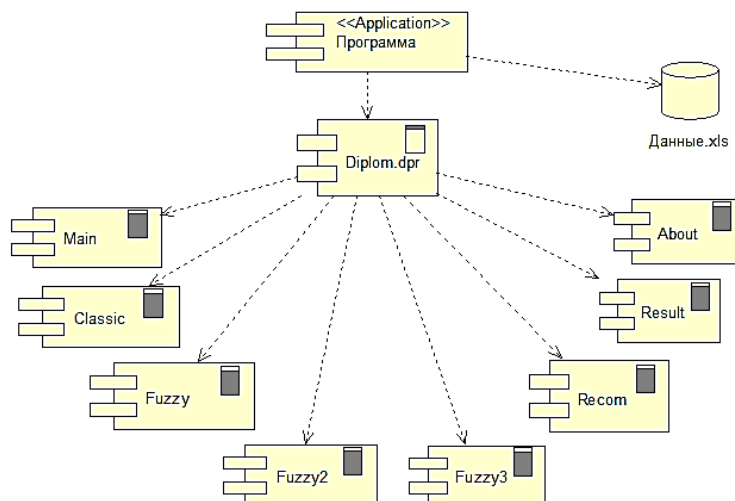 <<Application>>
Программа
Данные.xls
Diplom.dpr
Main
About
Classic
Result
Fuzzy
Recom
Fuzzy2
Fuzzy3